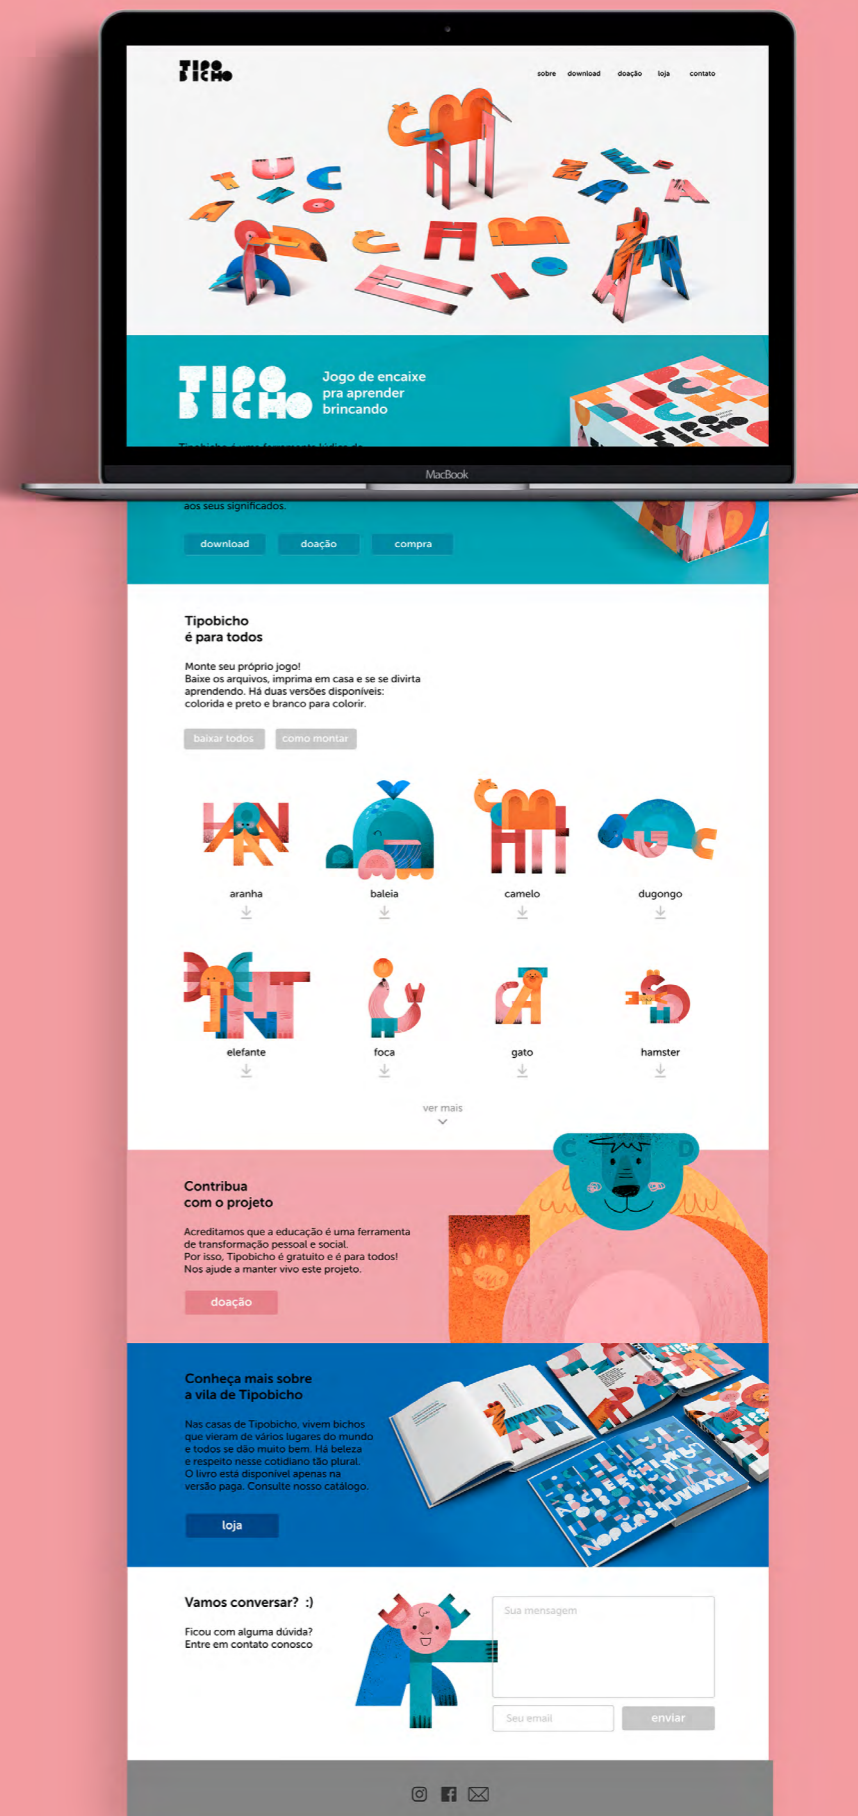 TIPO
BICHO
sobre download doação loja contato
TIPO
BICHO
Jogo de encaixe
pra aprender
brincando
TIPO
BICHO
MacBook
aos seus significados.
download doação compra
Tipobicho
é para todos
Monte seu próprio jogo!
Baixe os arquivos, imprima em casa e se se divirta
aprendendo. Há duas versões disponíveis:
colorida e preto e branco para colorir.
baixar todos como montar
aranha baleia camelo dugongo
elefante foca gato hamster
ver mais
Contribua
com o projeto
Acreditamos que a educação é uma ferramenta
de transformação pessoal e social.
Por isso, Tipobicho é gratuito e é para todos!
Nos ajude a manter vivo este projeto.
doação
Conheça mais sobre
a vila de Tipobicho
Nas casas de Tipobicho, vivem bichos
que vieram de vários lugares do mundo
e todos se dão muito bem. Há beleza
e respeito nesse cotidiano tão plural.
O livro está disponível apenas na
versão paga. Consulte nosso catálogo.
loja
Vamos conversar? :)
Ficou com alguma dúvida?
Entre em contato conosco
Sua mensagem
Seu email
enviar